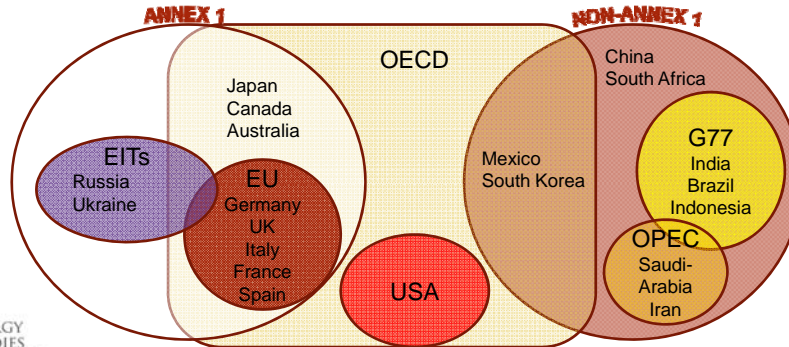 ANNEX 1
NON-ANNEX 1
OECD
Japan
Canada
Australia
EITs
Russia
Ukraine
EU
Germany
UK
Italy
France
Spain
USA
Mexico
South Korea
China
South Africa
G77
India
Brazil
Indonesia
OPEC
Saudi-
Arabia
Iran